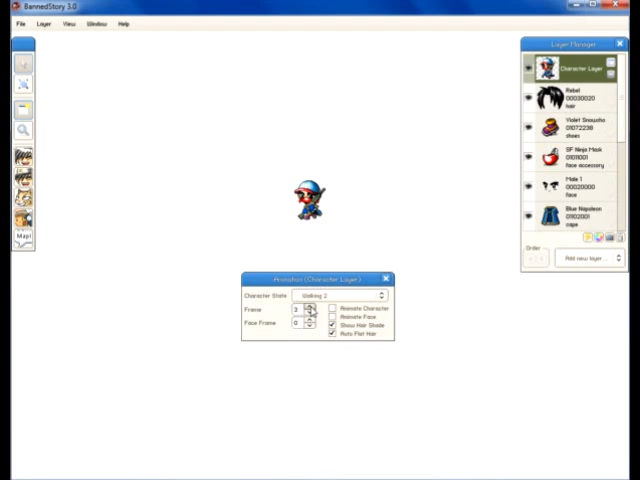 BannedStory 3.0
File Layer View Window Help
Layer Manager
Character Layer
Rebel
00030020
hair
Violet Snowshoe
01072238
shoes
SF Ninja Mask
01011001
face accessory
Male 1
00020000
face
Blue Napoleon
01102001
cape
Order
Add new layer...
Map!
Animation (Character Layer)
Character State Walking 2
Frame 3 Animate Character
Animate Face
Face Frame 0 Show Hair Shade
Auto Flat Hair